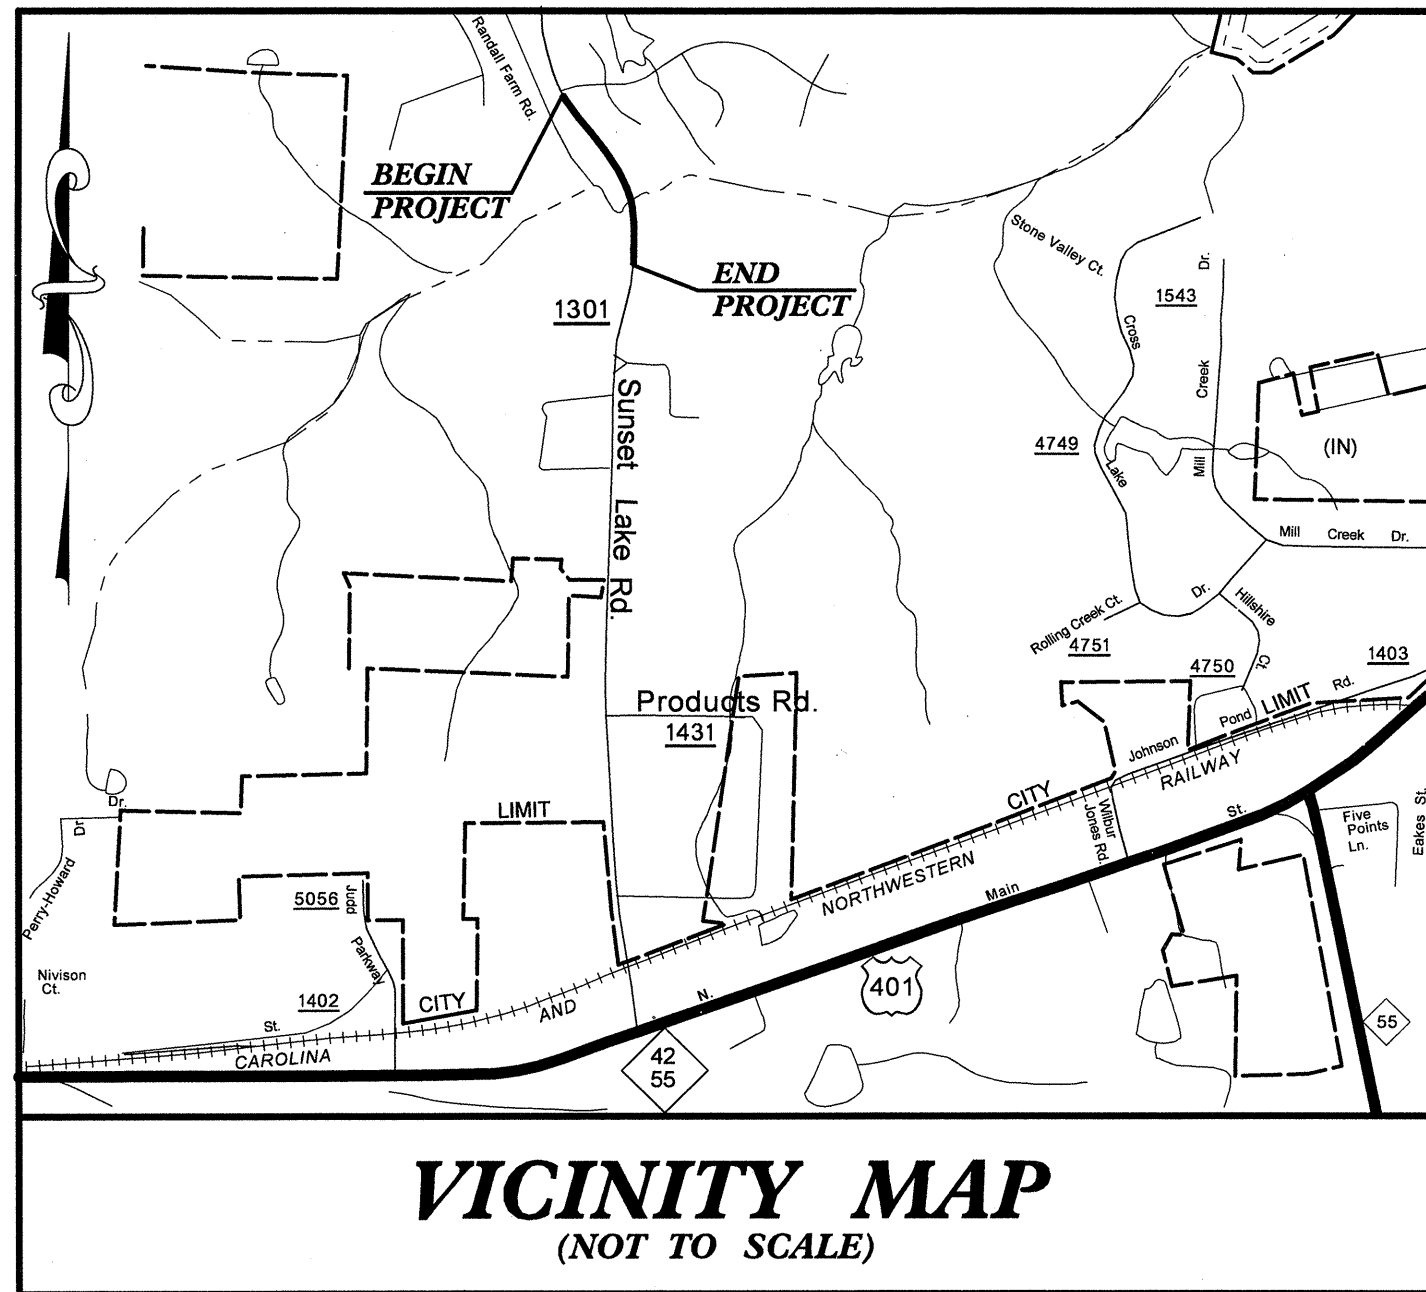 Randall Farm Rd.
BEGIN
PROJECT
END
PROJECT
1301
Stone Valley Ct.
Dr.
1543
Cross
Creek
Sunset Lake Rd.
4749
Lake
Mill
(IN)
Mill Creek Dr.
Dr.
Hillshire
Ct.
Rolling Creek Ct.
4751
4750
1403
Products Rd.
1431
LIMIT
Rd.
Pond
Johnson
RAILWAY
CITY
Wilbur
Jones Rd.
St.
Five
Points
Ln.
Eakes St.
Dr.
Dr.
Perry-Howard
LIMIT
5056
Judd
Parkway
NORTHWESTERN
Main
Nivison
Ct.
1402
CITY
401
N.
AND
St.
CAROLINA
42
55
55
VICINITY MAP
(NOT TO SCALE)